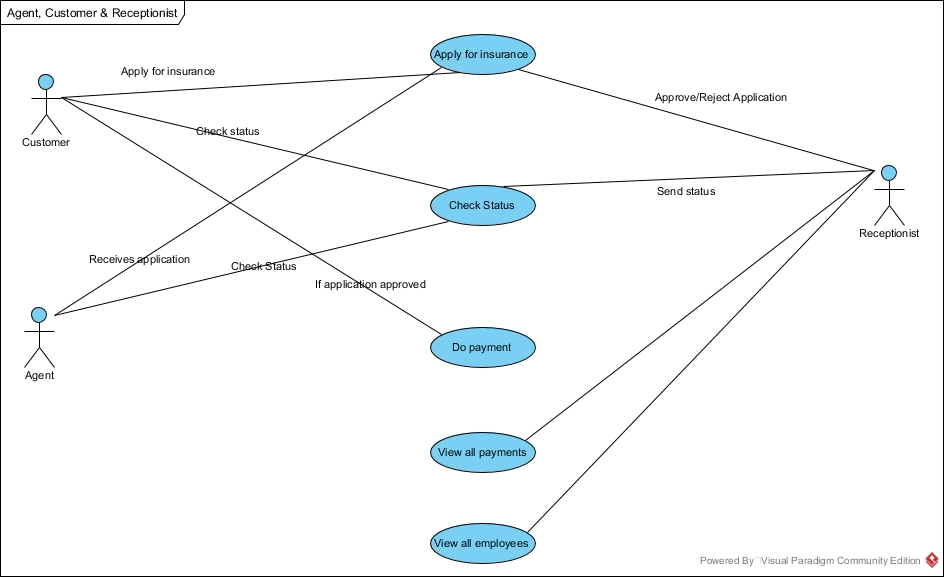 Agent, Customer & Receptionist
Apply for insurance
Apply for insurance
Approve/Reject Application
Customer
Check status
Send status
Check Status
Receptionist
Receives application
Check Status
If application approved
Do payment
Agent
View all payments
View all employees
Powered By Visual Paradigm Community Edition